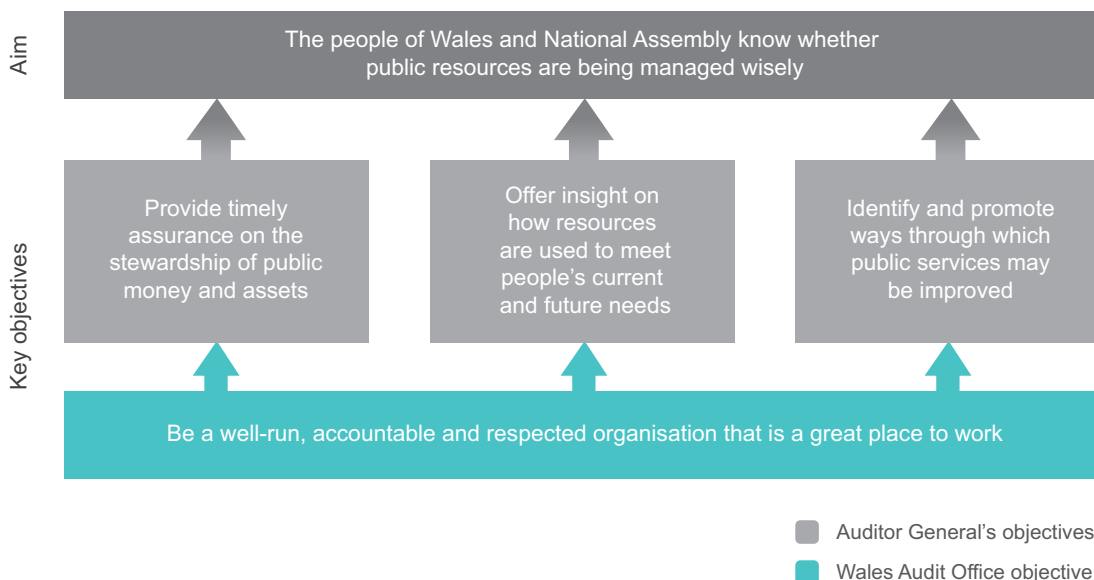 Aim
The people of Wales and National Assembly know whether
public resources are being managed wisely
Key objectives
Provide timely
assurance on the
stewardship of public
money and assets
Offer insight on
how resources
are used to meet
people’s current
and future needs
Identify and promote
ways through which
public services may
be improved
Be a well-run, accountable and respected organisation that is a great place to work
Auditor General’s objectives
Wales Audit Office objective